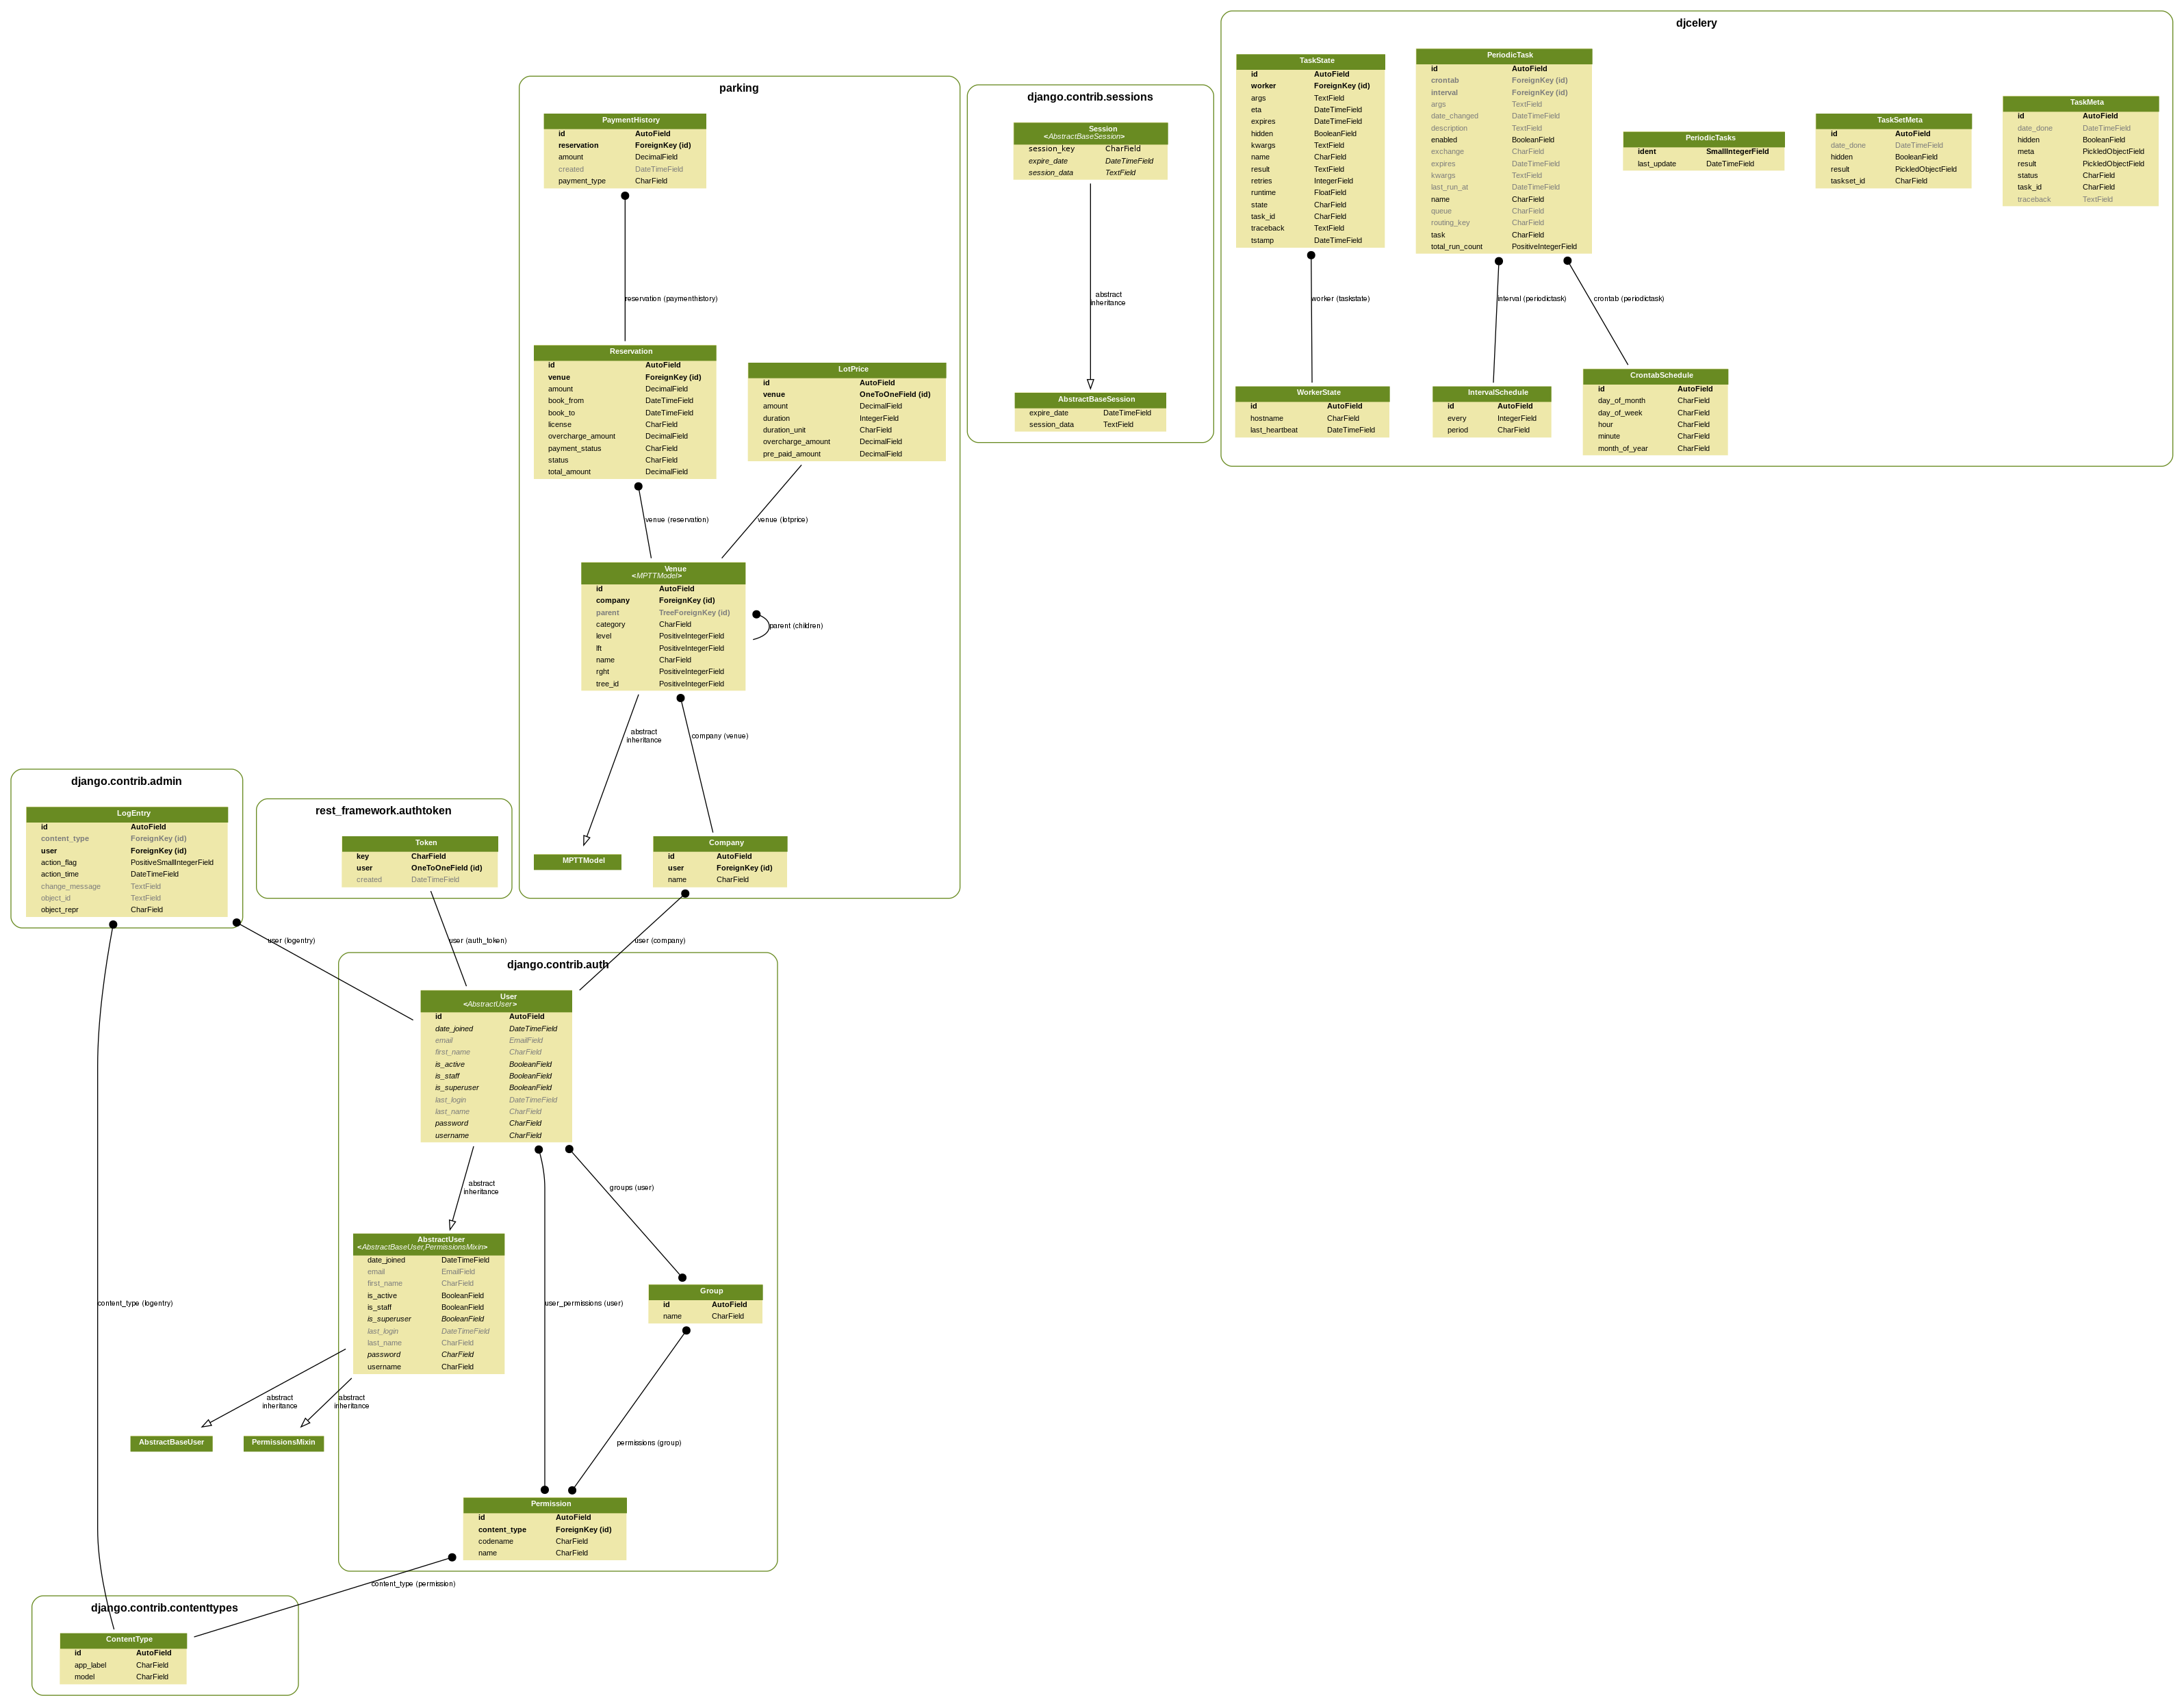 djcelery
TaskState
id AutoField
worker ForeignKey (id)
args TextField
eta DateTimeField
expires DateTimeField
hidden BooleanField
kwargs TextField
name CharField
result TextField
retries IntegerField
runtime FloatField
state CharField
task_id CharField
traceback TextField
tstamp DateTimeField
PeriodicTask
id AutoField
crontab ForeignKey (id)
interval ForeignKey (id)
args TextField
date_changed DateTimeField
description TextField
enabled BooleanField
exchange CharField
expires DateTimeField
kwargs TextField
last_run_at DateTimeField
name CharField
queue CharField
routing_key CharField
task CharField
total_run_count PositiveIntegerField
PeriodicTasks
ident SmallIntegerField
last_update DateTimeField
TaskSetMeta
id AutoField
date_done DateTimeField
hidden BooleanField
result PickledObjectField
taskset_id CharField
TaskMeta
id AutoField
date_done DateTimeField
hidden BooleanField
meta PickledObjectField
result PickledObjectField
status CharField
task_id CharField
traceback TextField
worker (taskstate)
interval (periodictask)
crontab (periodictask)
WorkerState
id AutoField
hostname CharField
last_heartbeat DateTimeField
IntervalSchedule
id AutoField
every IntegerField
period CharField
CrontabSchedule
id AutoField
day_of_month CharField
day_of_week CharField
hour CharField
minute CharField
month_of_year CharField
parking
PaymentHistory
id AutoField
reservation ForeignKey (id)
amount DecimalField
created DateTimeField
payment_type CharField
reservation (paymenthistory)
Reservation
id AutoField
venue ForeignKey (id)
amount DecimalField
book_from DateTimeField
book_to DateTimeField
license CharField
overcharge_amount DecimalField
payment_status CharField
status CharField
total_amount DecimalField
LotPrice
id AutoField
venue OneToOneField (id)
amount DecimalField
duration IntegerField
duration_unit CharField
overcharge_amount DecimalField
pre_paid_amount DecimalField
venue (reservation)
venue (lotprice)
Venue
<MPTTModel>
id AutoField
company ForeignKey (id)
parent TreeForeignKey (id)
category CharField
level PositiveIntegerField
lft PositiveIntegerField
name CharField
rght PositiveIntegerField
tree_id PositiveIntegerField
parent (children)
abstract
inheritance
company (venue)
MPTTModel
Company
id AutoField
user ForeignKey (id)
name CharField
django.contrib.sessions
Session
<AbstractBaseSession>
session_key CharField
expire_date DateTimeField
session_data TextField
abstract
inheritance
AbstractBaseSession
expire_date DateTimeField
session_data TextField
django.contrib.admin
LogEntry
id AutoField
content_type ForeignKey (id)
user ForeignKey (id)
action_flag PositiveSmallIntegerField
action_time DateTimeField
change_message TextField
object_id TextField
object_repr CharField
rest_framework.authtoken
Token
key CharField
user OneToOneField (id)
created DateTimeField
user (logentry)
user (auth_token)
user (company)
django.contrib.auth
User
<AbstractUser>
id AutoField
date_joined DateTimeField
email EmailField
first_name CharField
is_active BooleanField
is_staff BooleanField
is_superuser BooleanField
last_login DateTimeField
last_name CharField
password CharField
username CharField
abstract
inheritance
groups (user)
AbstractUser
<AbstractBaseUser,PermissionsMixin>
date_joined DateTimeField
email EmailField
first_name CharField
is_active BooleanField
is_staff BooleanField
is_superuser BooleanField
last_login DateTimeField
last_name CharField
password CharField
username CharField
content_type (logentry)
user_permissions (user)
Group
id AutoField
name CharField
abstract
inheritance
abstract
inheritance
AbstractBaseUser
PermissionsMixin
permissions (group)
Permission
id AutoField
content_type ForeignKey (id)
codename CharField
name CharField
content_type (permission)
django.contrib.contenttypes
ContentType
id AutoField
app_label CharField
model CharField